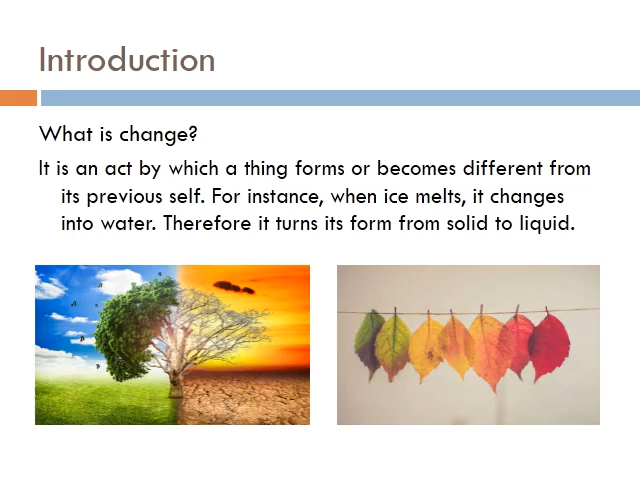 Introduction
What is change?
It is an act by which a thing forms or becomes different from
its previous self. For instance, when ice melts, it changes
into water. Therefore it turns its form from solid to liquid.